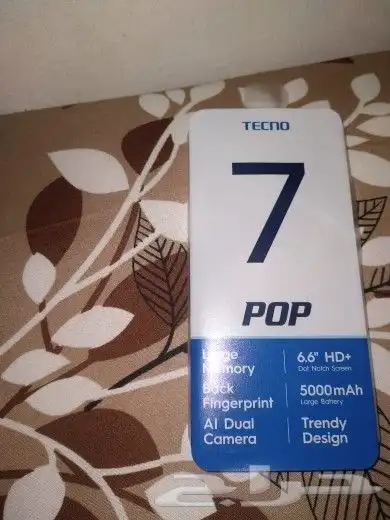 TECNO
7
POP
Large
Memory
6.6" HD+
Dot Notch Screen
Back
Fingerprint
5000mAh
Large Battery
AI Dual
Camera
Trendy
Design
حراج